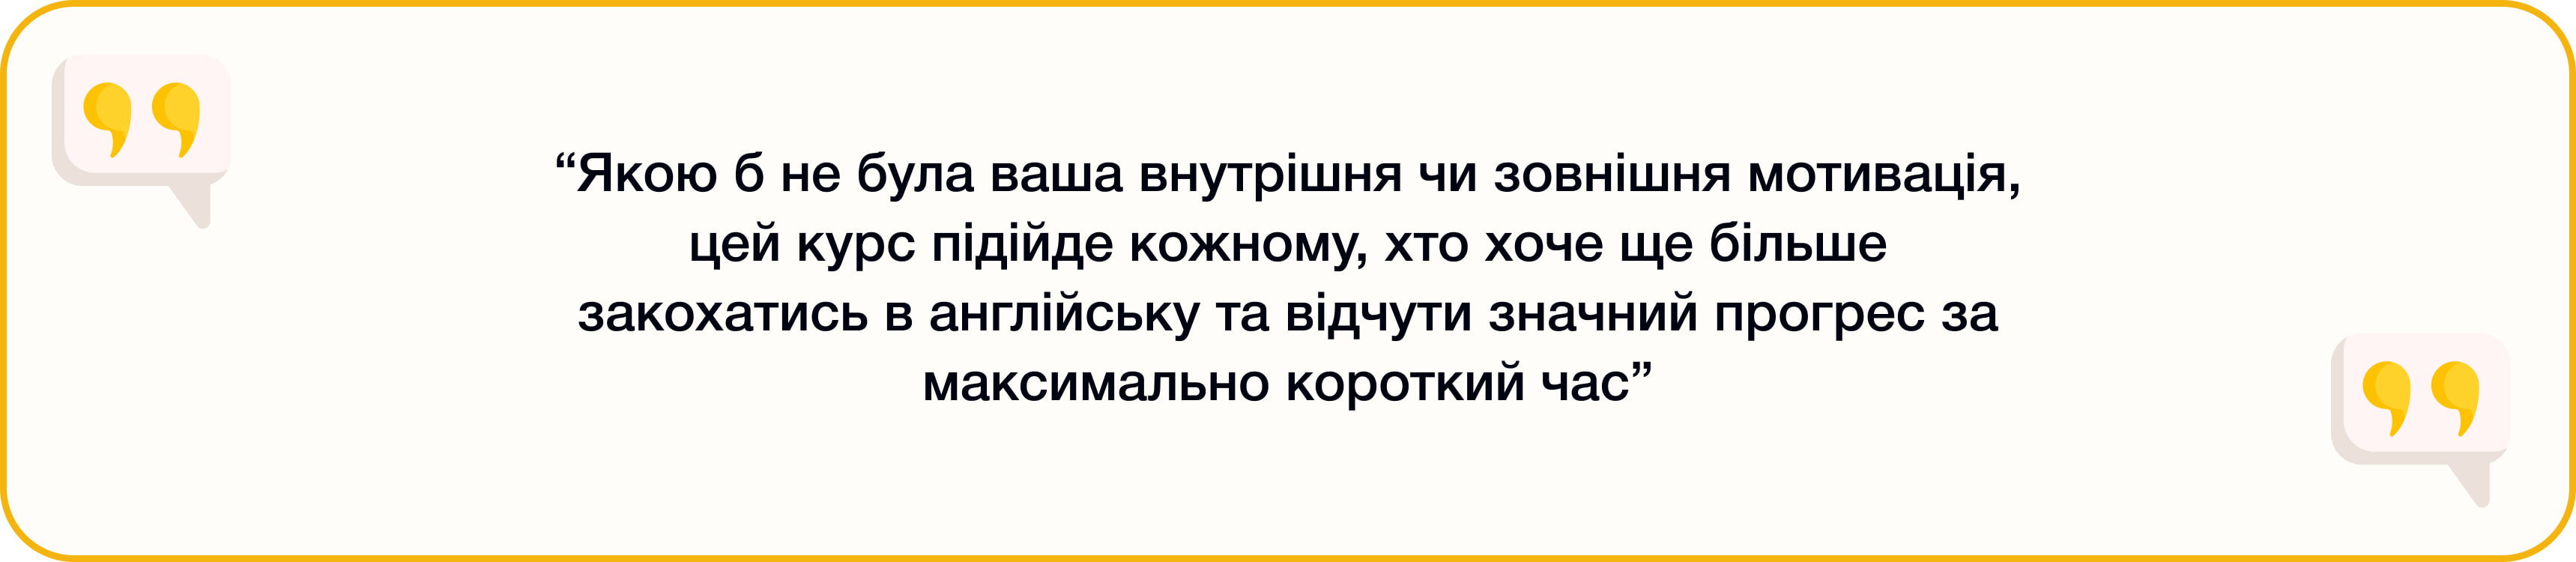 “Якою б не була ваша внутрішня чи зовнішня мотивація,
цей курс підійде кожному, хто хоче ще більше
закохатись в англійську та відчути значний прогрес за
максимально короткий час”